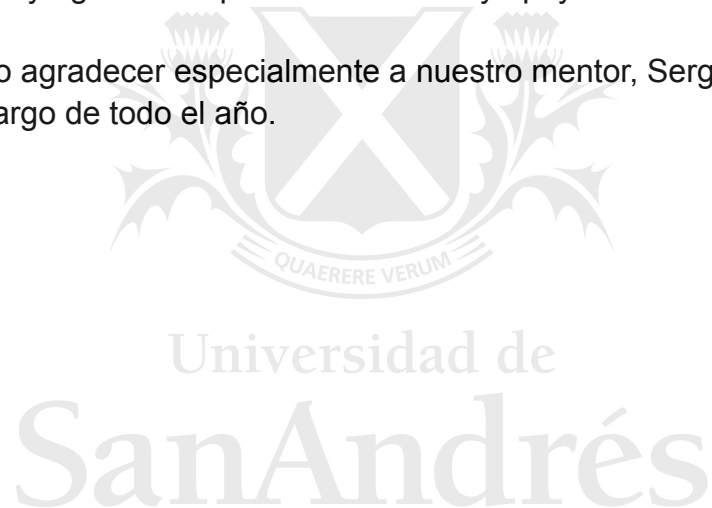 o agradecer especialmente a nuestro mentor, Serg
argo de todo el año.
QUAERERE VERUM
Universidad de
SanAndrés